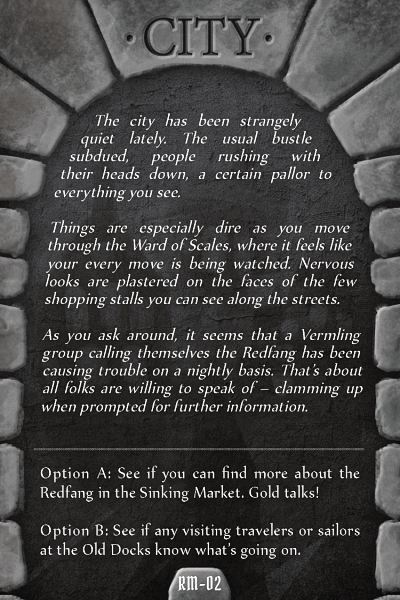 · CITY ·
The city has been strangely
quiet lately. The usual bustle
subdued, people rushing with
their heads down, a certain pallor to
everything you see.
Things are especially dire as you move
through the Ward of Scales, where it feels like
your every move is being watched. Nervous
looks are plastered on the faces of the few
shopping stalls you can see along the streets.
As you ask around, it seems that a Vermling
group calling themselves the Redfang has been
causing trouble on a nightly basis. That's about
all folks are willing to speak of – clamming up
when prompted for further information.
Option A: See if you can find more about the
Redfang in the Sinking Market. Gold talks!
Option B: See if any visiting travelers or sailors
at the Old Docks know what's going on.
RM-02